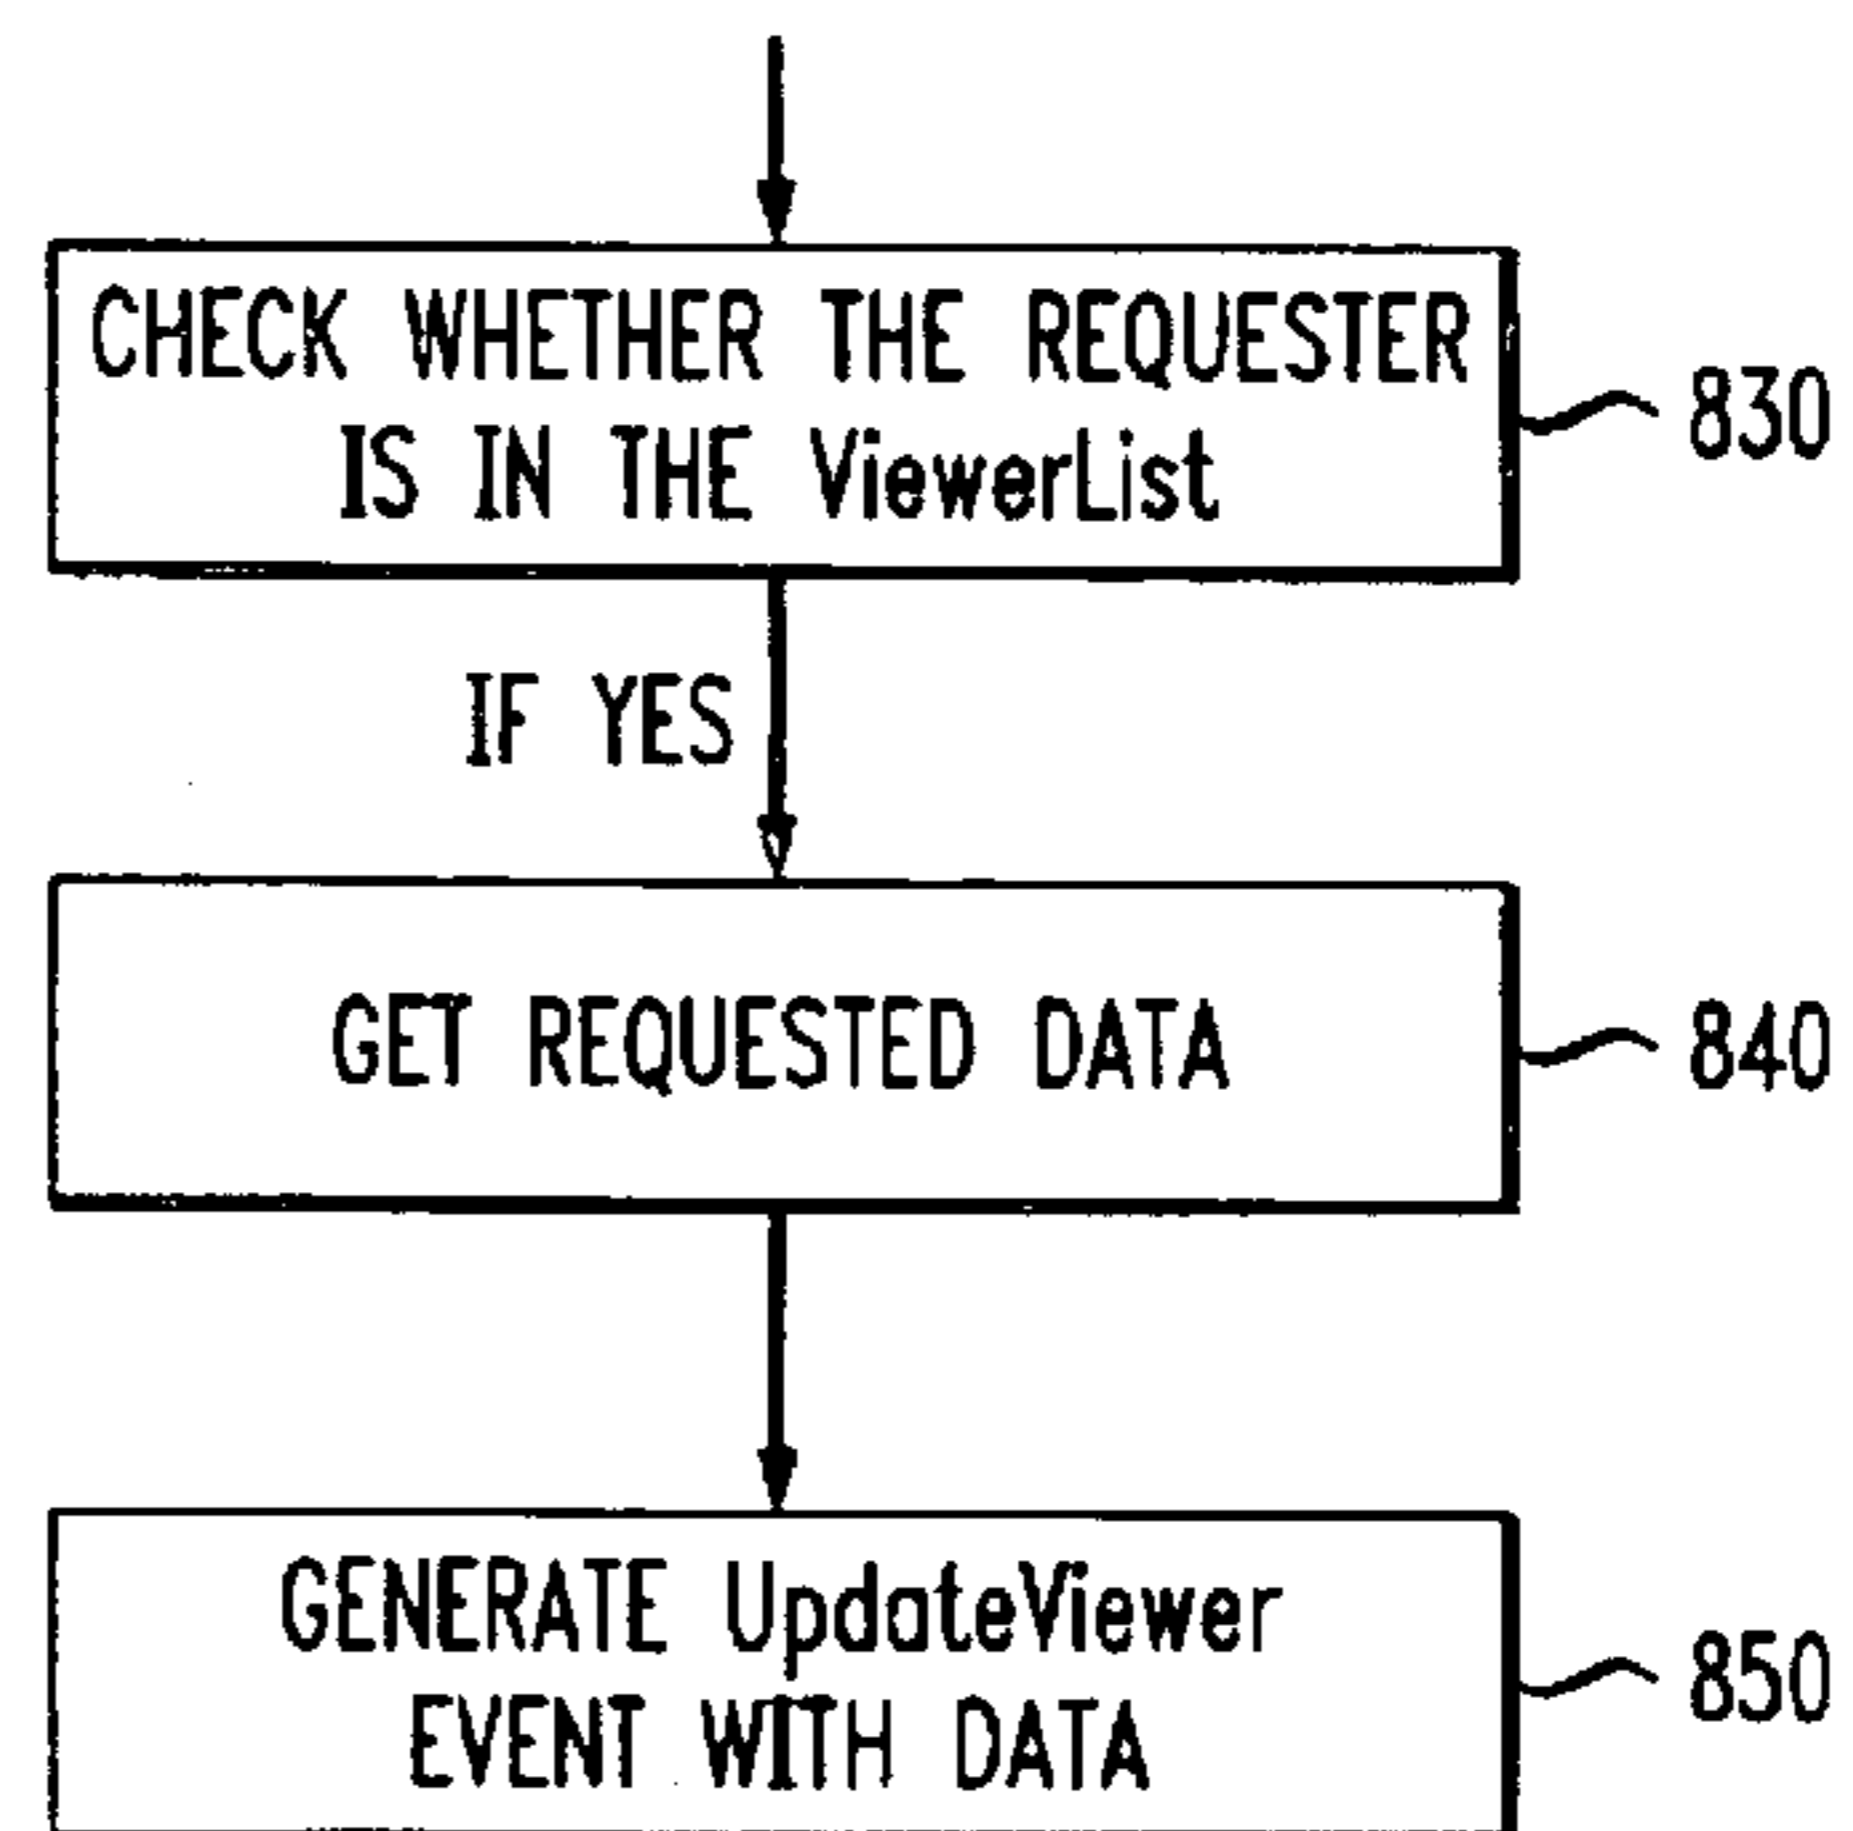 CHECK WHETHER THE REQUESTER
IS IN THE ViewerList
830
IF YES
GET REQUESTED DATA
840
GENERATE UpdateViewer
EVENT WITH DATA
850